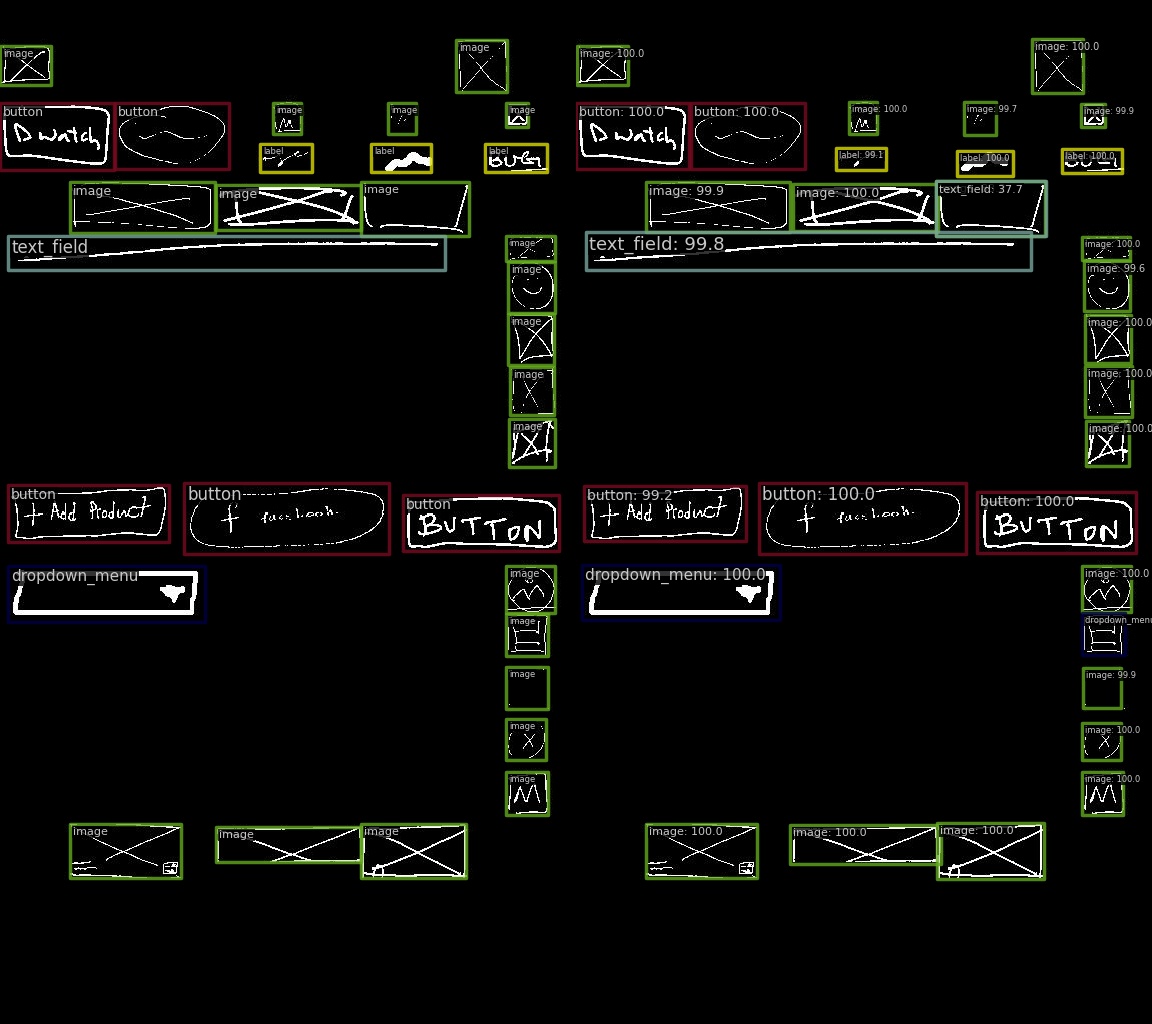 image image image: 100.0 image: 100.0
button button image image image button: 100.0 button: 100.0 image: 100.0 image: 99.7 image: 99.9
D watch D watch
label label label label: 99.1 label: 100.0 label: 100.0
image image image image: 99.9 image: 100.0 text_field: 37.7
text_field image text_field: 99.8 image: 100.0
image image: 99.6
image image: 100.0
image image: 100.0
image image: 100.0
button button button button: 99.2 button: 100.0 button: 100.0
+ Add Product + facebook BUTTON + Add Product + facebook BUTTON
dropdown_menu image dropdown_menu: 100.0 image: 100.0
image dropdown_menu
image image: 99.9
image image: 100.0
image image: 100.0
image image image image: 100.0 image: 100.0 image: 100.0